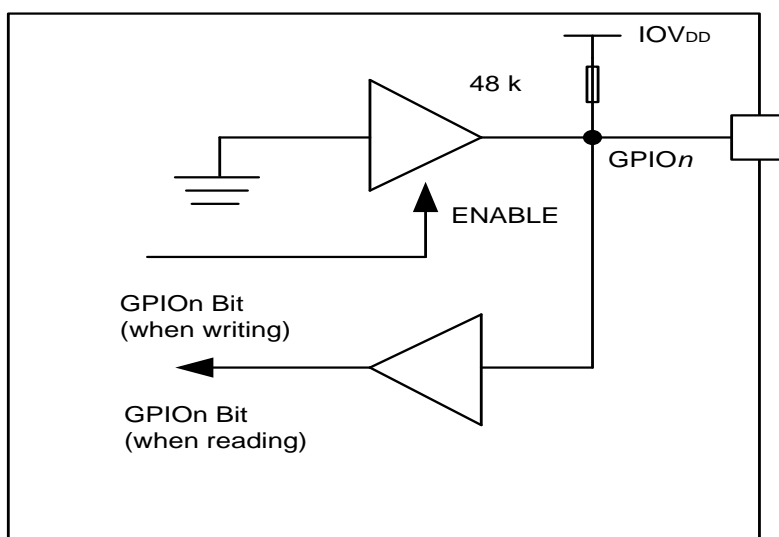 IOVDD
48 k
GPIOn
ENABLE
GPIOn Bit
(when writing)
GPIOn Bit
(when reading)